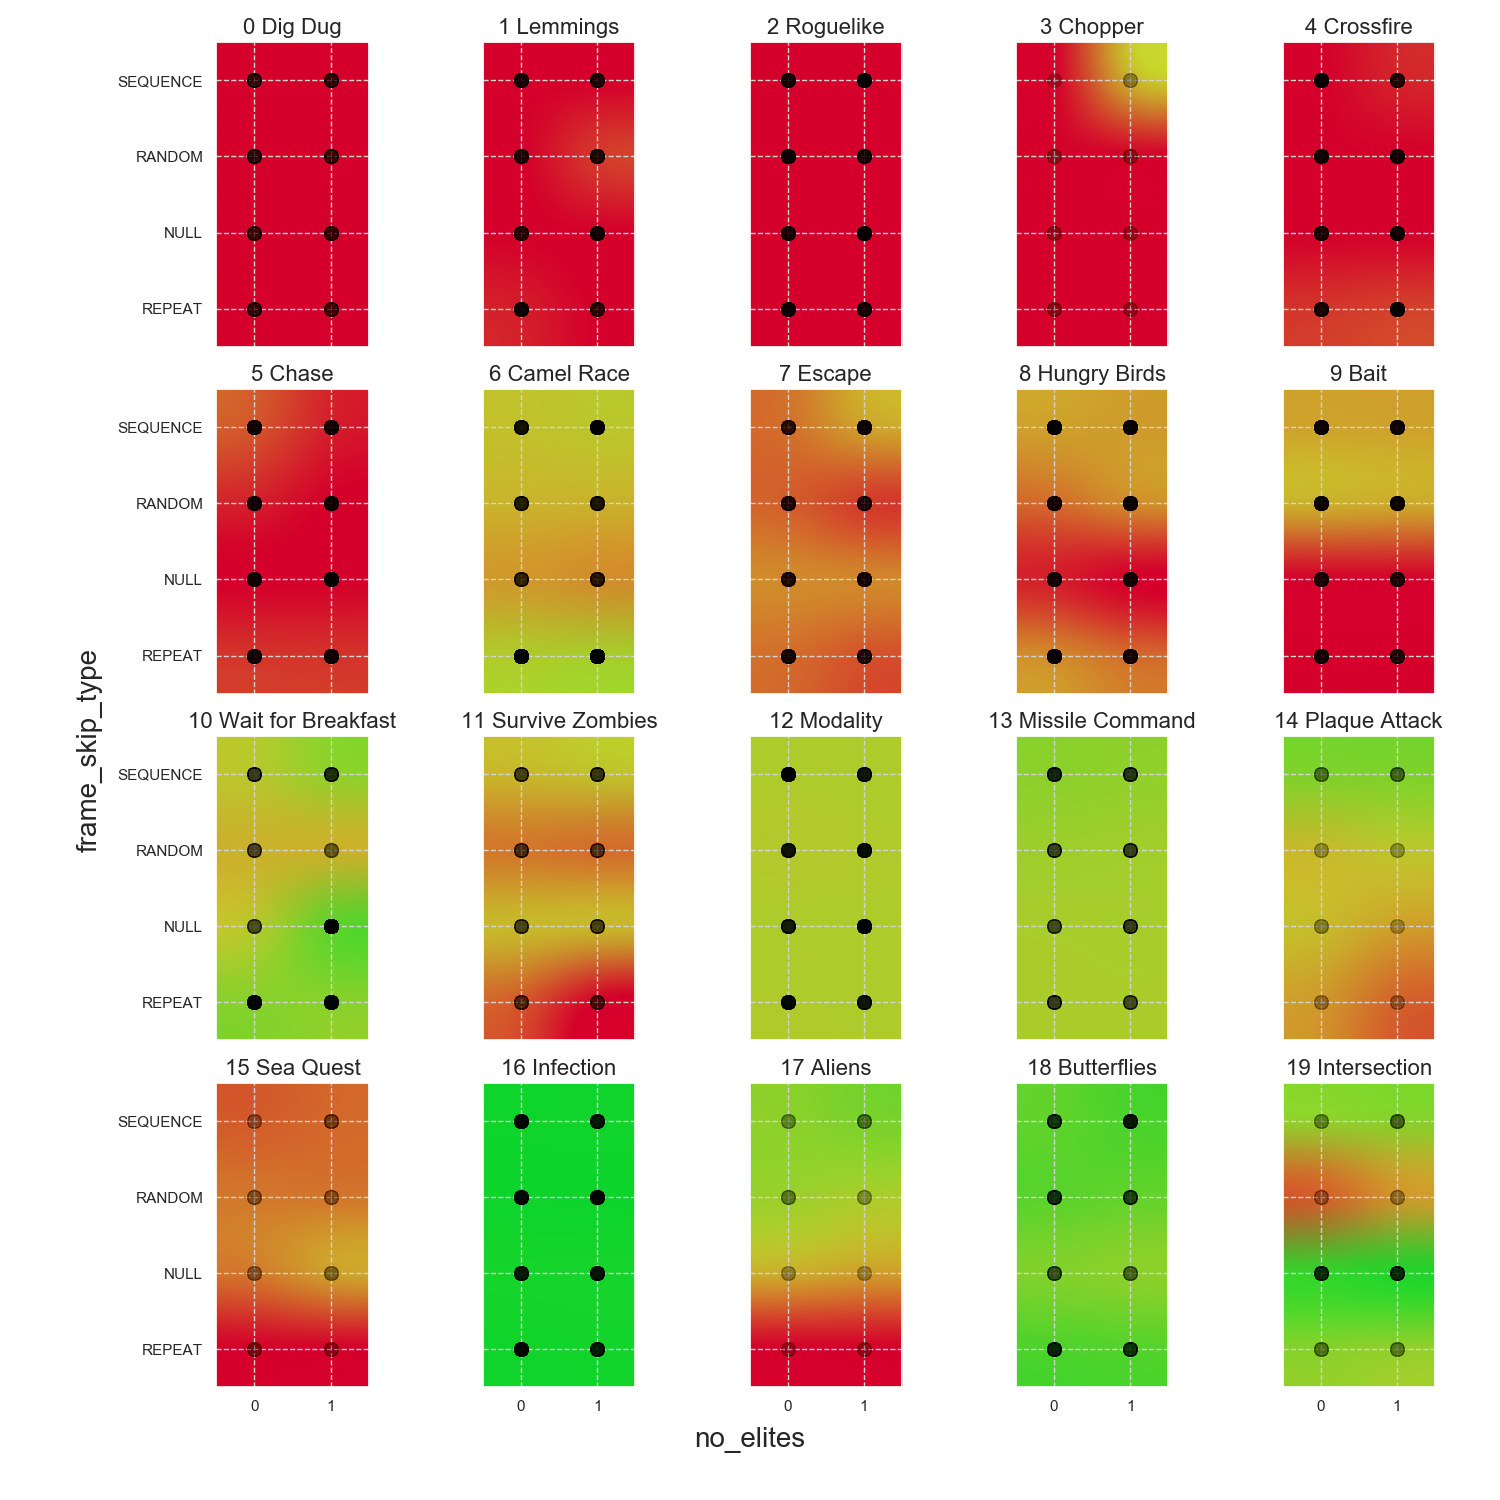 0 Dig Dug
1 Lemmings
2 Roguelike
3 Chopper
4 Crossfire
SEQUENCE
RANDOM
NULL
REPEAT
5 Chase
6 Camel Race
7 Escape
8 Hungry Birds
9 Bait
SEQUENCE
RANDOM
NULL
REPEAT
frame_skip_type
10 Wait for Breakfast
11 Survive Zombies
12 Modality
13 Missile Command
14 Plaque Attack
SEQUENCE
RANDOM
NULL
REPEAT
15 Sea Quest
16 Infection
17 Aliens
18 Butterflies
19 Intersection
SEQUENCE
RANDOM
NULL
REPEAT
0 1 0 1 0 1 0 1 0 1
no_elites